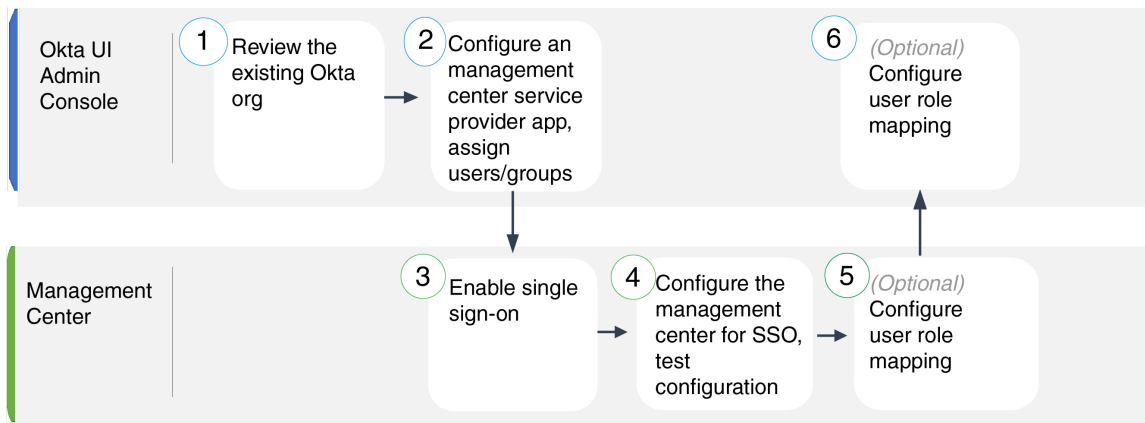 Okta UI
Admin
Console
1
Review the
existing Okta
org
2
Configure an
management
center service
provider app,
assign
users/groups
6
(Optional)
Configure
user role
mapping
Management
Center
3
Enable single
sign-on
4
Configure the
management
center for SSO,
test
configuration
5
(Optional)
Configure
user role
mapping